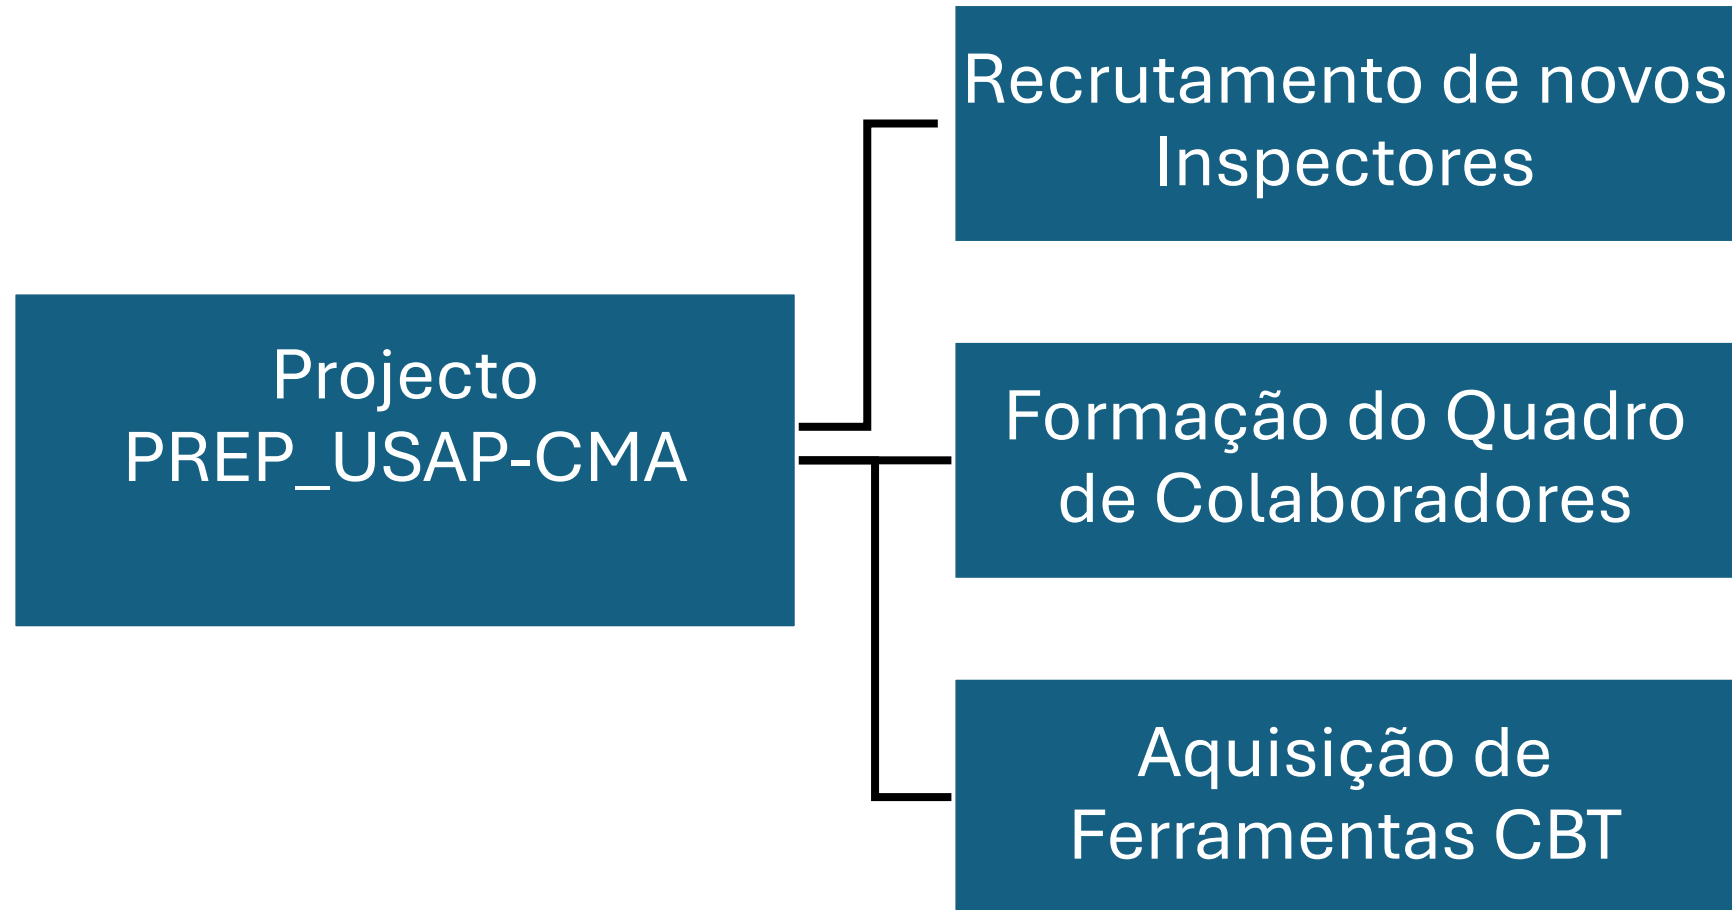 Recrutamento de novos
Inspectores
Projecto
PREP_USAP-CMA
Formação do Quadro
de Colaboradores
Aquisição de
Ferramentas CBT